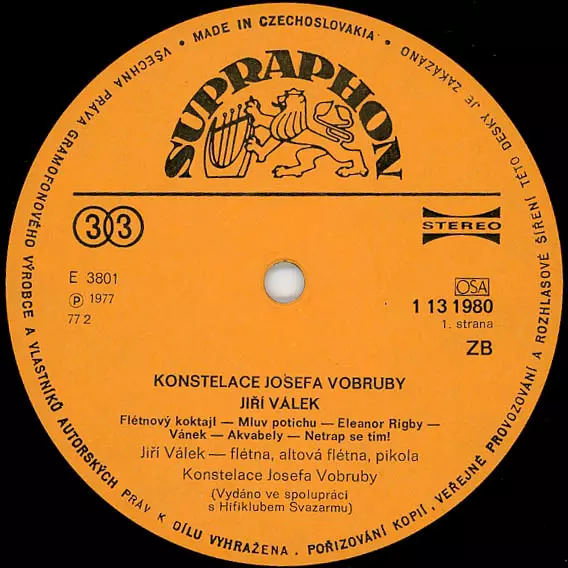 VŠECHNA PRÁVA GRAMOFONOVÉHO VÝROBCE A VLASTNÍKŮ AUTORSKÝCH PRÁV K DÍLU VYHRAŽENA. POŘIZOVÁNÍ KOPIÍ, VEŘEJNÉ PROVOZOVÁNÍ A ROZHLASOVÉ ŠÍŘENÍ TÉTO DESKY JE ZAKÁZÁNO
• MADE IN CZECHOSLOVAKIA •
SUPRAPHON
33
STEREO
E 3801
℗ 1977
77 2
OSA
1 13 1980
1. strana
ZB
KONSTELACE JOSEFA VOBRUBY
JIŘÍ VÁLEK
Flétnový koktajl — Mluv potichu — Eleanor Rigby —
Vánek — Akvabely — Netrap se tím!
Jiří Válek — flétna, altová flétna, pikola
Konstelace Josefa Vobruby
(Vydáno ve spolupráci
s Hifiklubem Svazarmu)